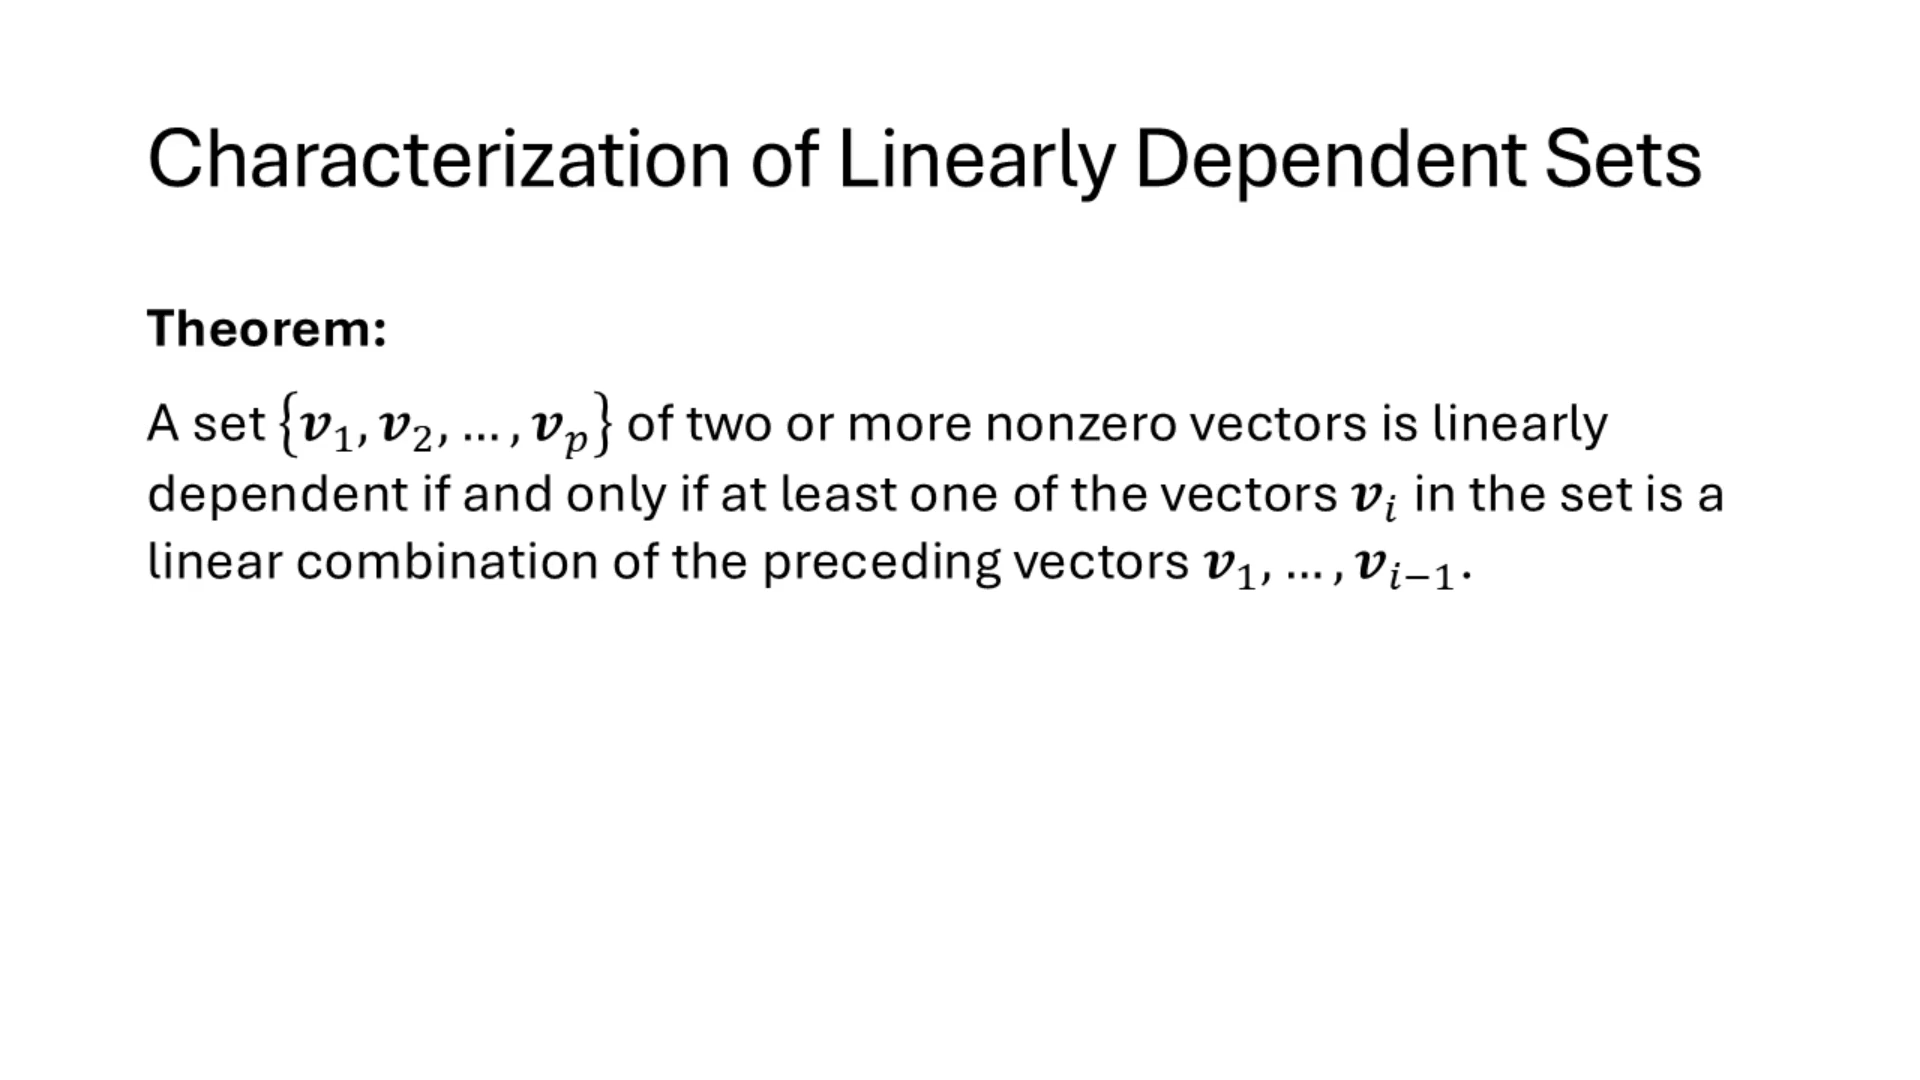 Characterization of Linearly Dependent Sets
Theorem:
A set {𝒗₁, 𝒗₂, … , 𝒗ₚ} of two or more nonzero vectors is linearly
dependent if and only if at least one of the vectors 𝒗ᵢ in the set is a
linear combination of the preceding vectors 𝒗₁, … , 𝒗ᵢ₋₁.